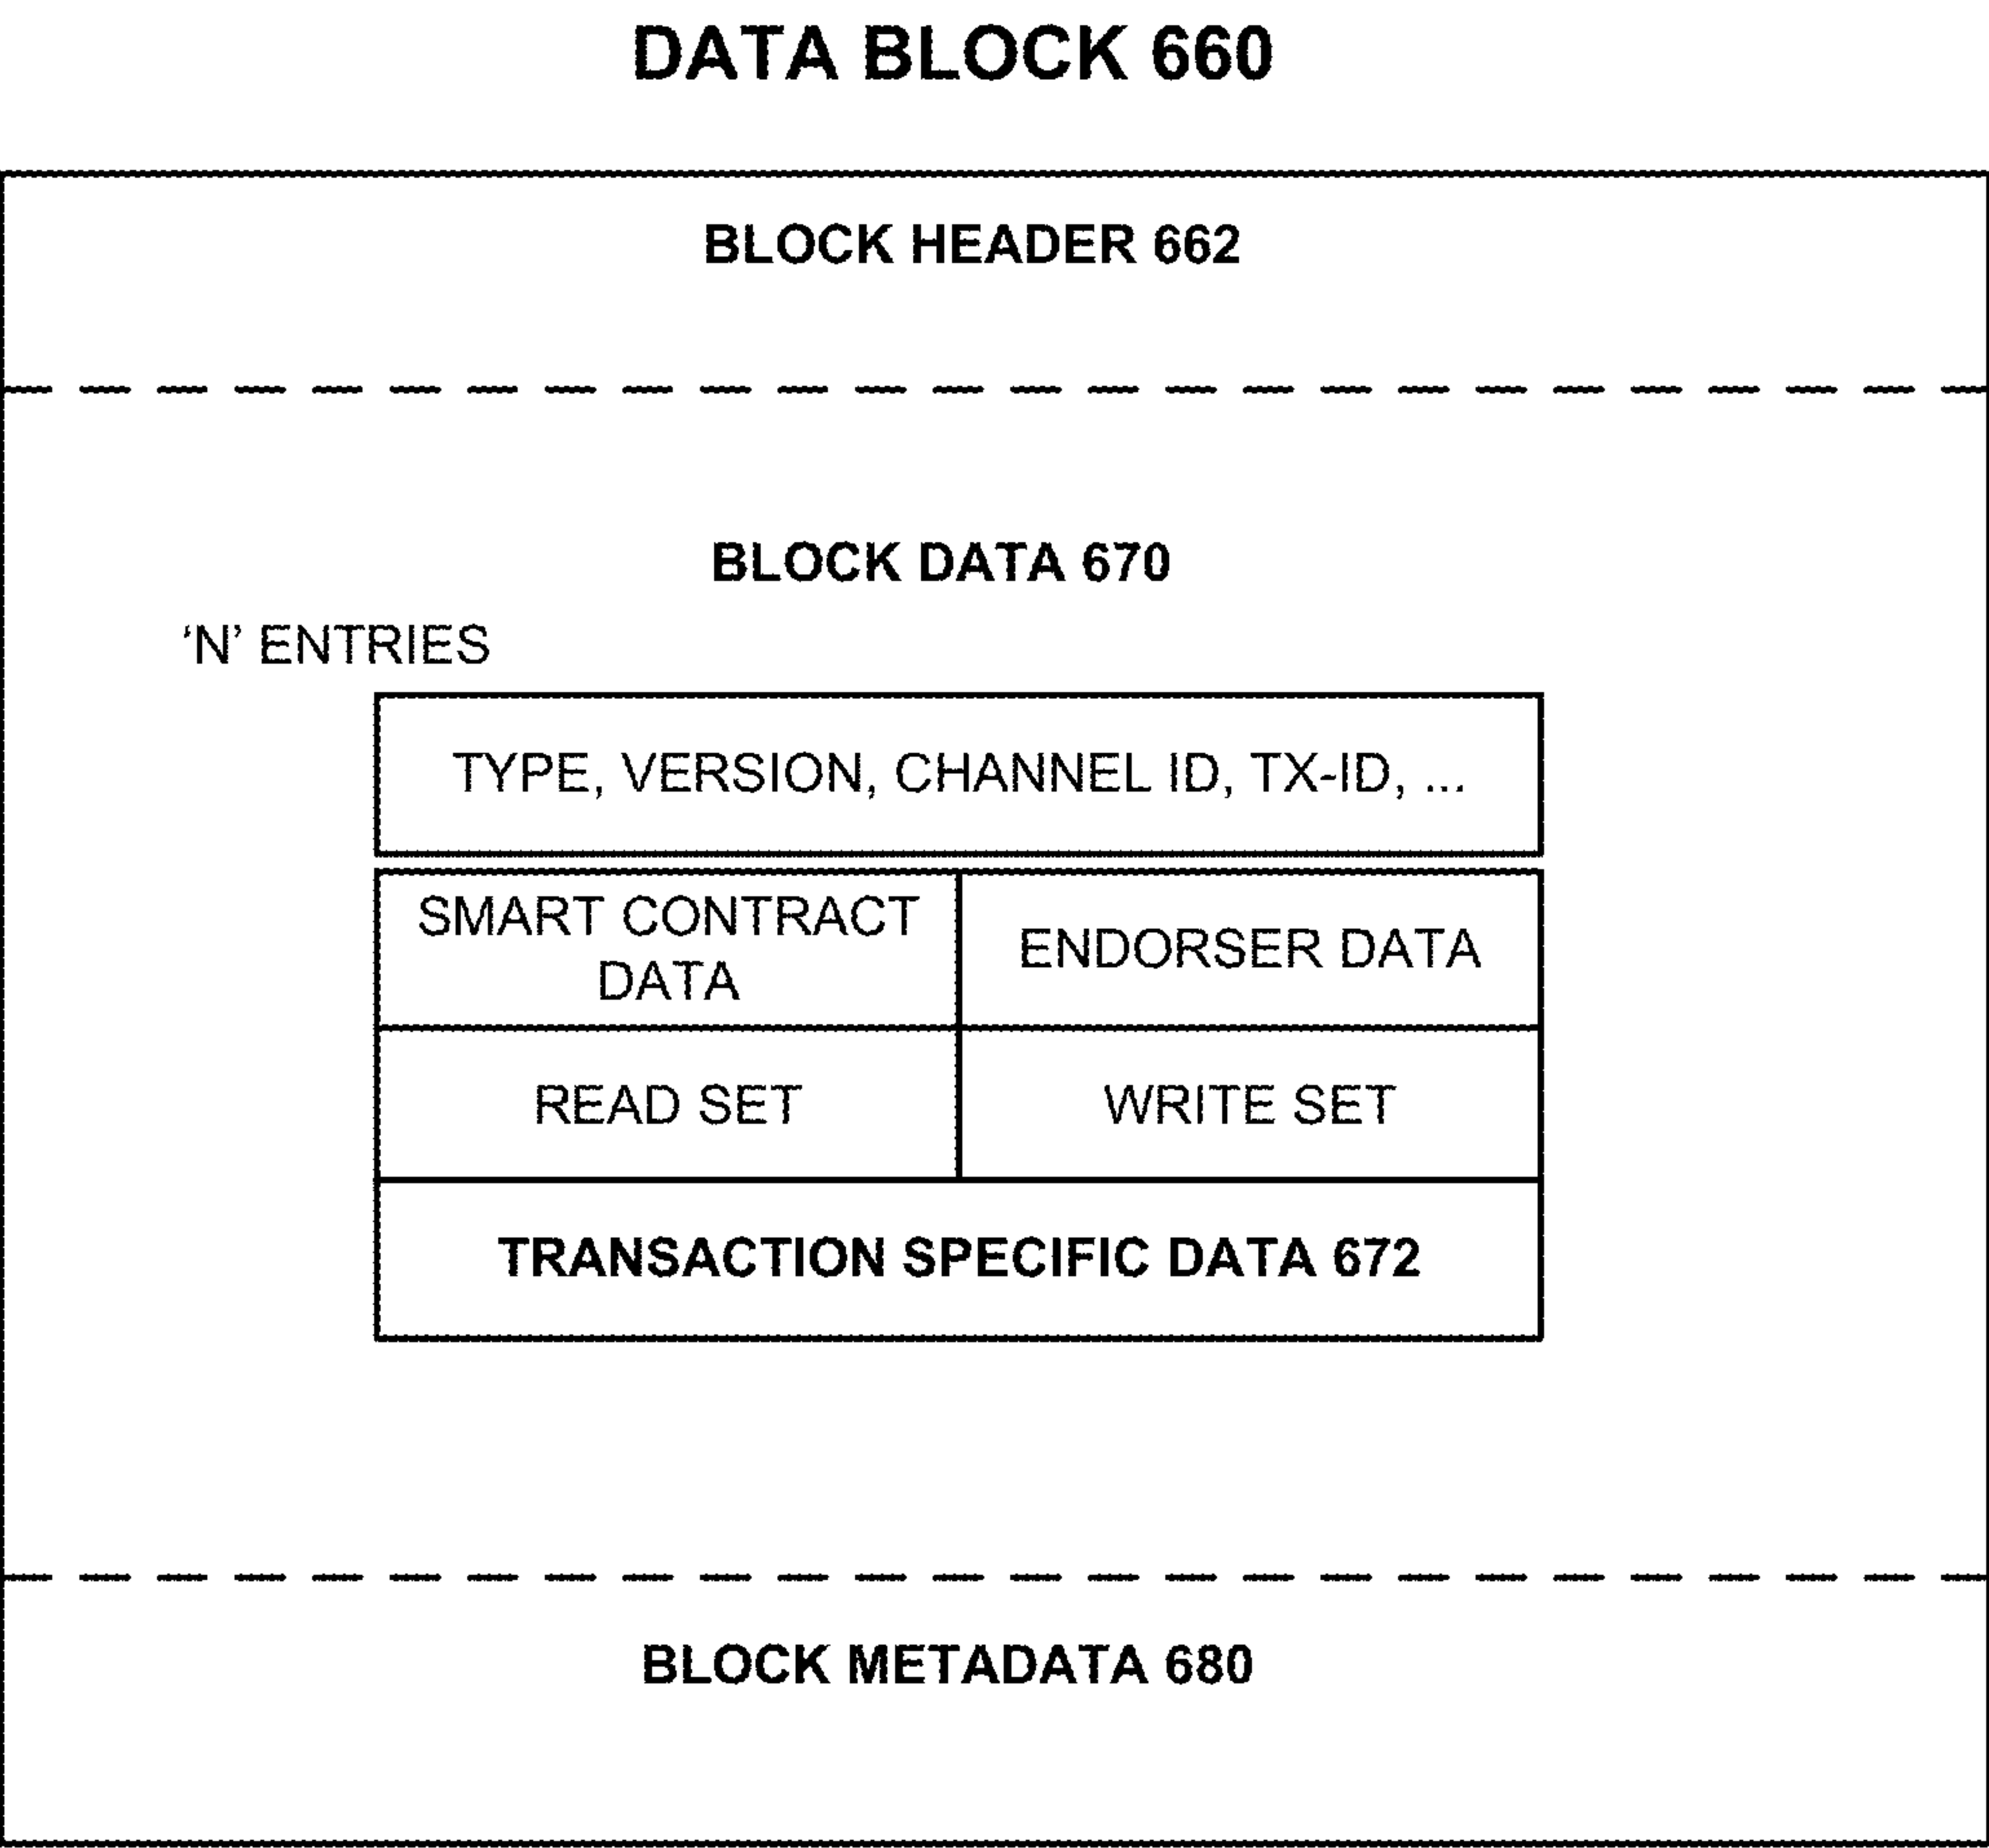 DATA BLOCK 660
BLOCK HEADER 662
BLOCK DATA 670
‘N’ ENTRIES
TYPE, VERSION, CHANNEL ID, TX-ID, ...
SMART CONTRACT
DATA
ENDORSER DATA
READ SET
WRITE SET
TRANSACTION SPECIFIC DATA 672
BLOCK METADATA 680